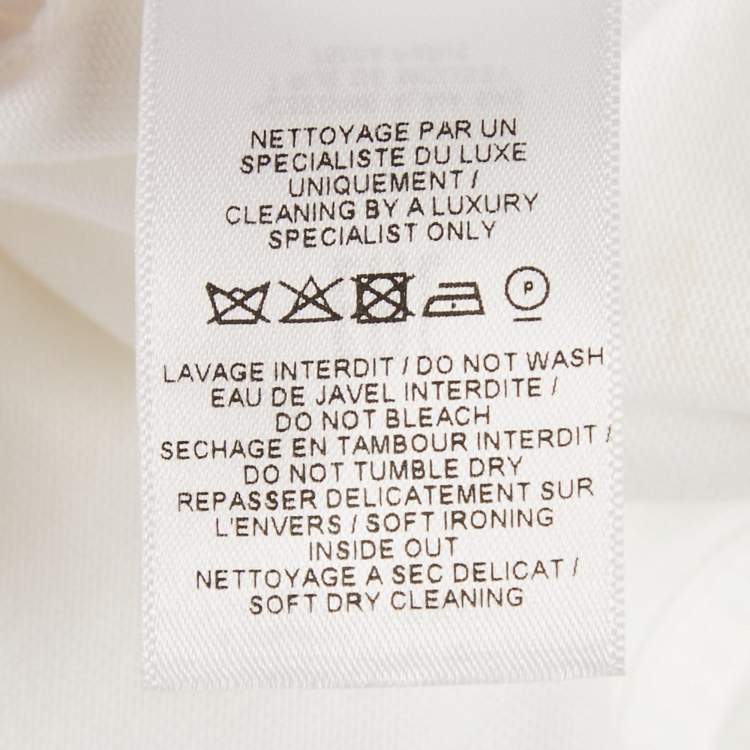 NETTOYAGE PAR UN
SPECIALISTE DU LUXE
UNIQUEMENT /
CLEANING BY A LUXURY
SPECIALIST ONLY
P
LAVAGE INTERDIT / DO NOT WASH
EAU DE JAVEL INTERDITE /
DO NOT BLEACH
SECHAGE EN TAMBOUR INTERDIT /
DO NOT TUMBLE DRY
REPASSER DELICATEMENT SUR
L'ENVERS / SOFT IRONING
INSIDE OUT
NETTOYAGE A SEC DELICAT /
SOFT DRY CLEANING